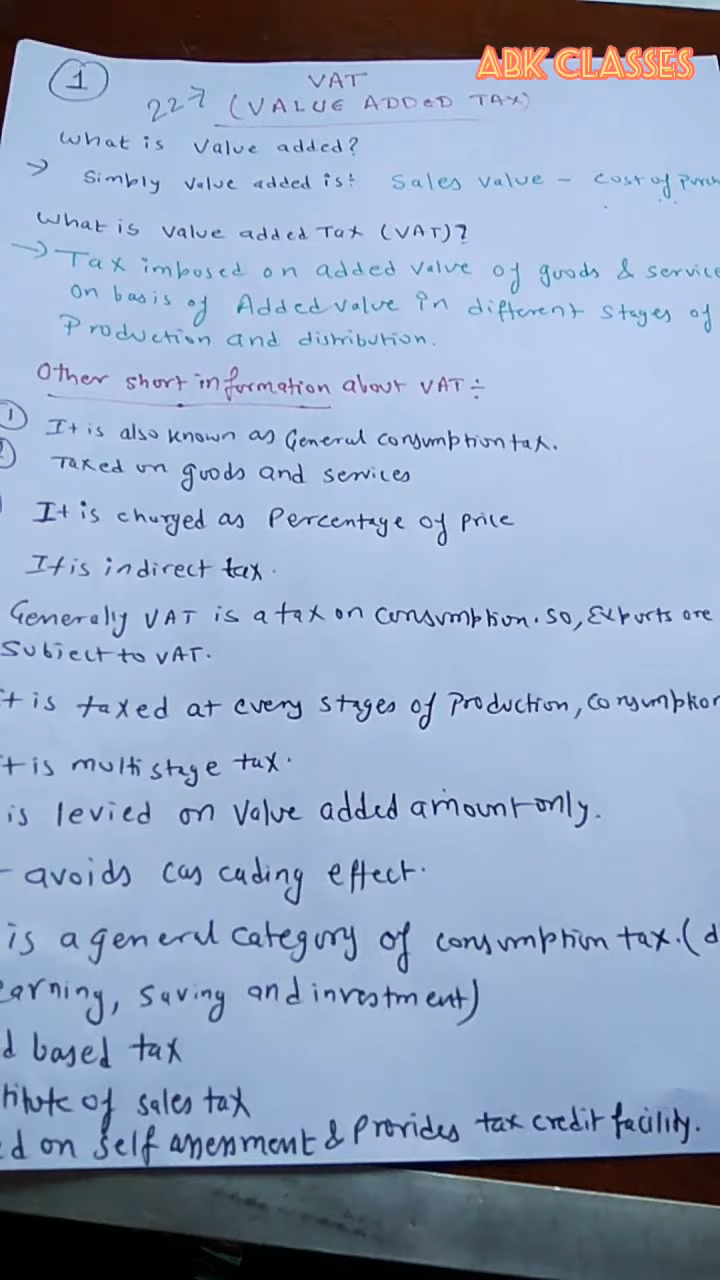 ABK CLASSES
1
VAT
227 (VALUE ADDED TAX)
What is value added?
→ Simply value added is: Sales value - cost of purch
What is value added Tax (VAT)?
→ Tax imbosed on added value of goods & service
on basis of Added value in different stages of
Production and distribution.
Other short information about VAT ÷
1 It is also known as General consumption tax.
2 Taxed on goods and services
It is charged as Percentage of price
It is indirect tax.
Generally VAT is a tax on consumption. so, Exports are
Subject to VAT.
t is taxed at every stages of Production, consumption
t is multi stage tax.
is levied on value added amount only.
- avoids cascading effect.
is a general category of consumption tax. (d
earning, saving and investment)
d based tax
titute of sales tax
ed on self assessment & Provides tax credit facility.